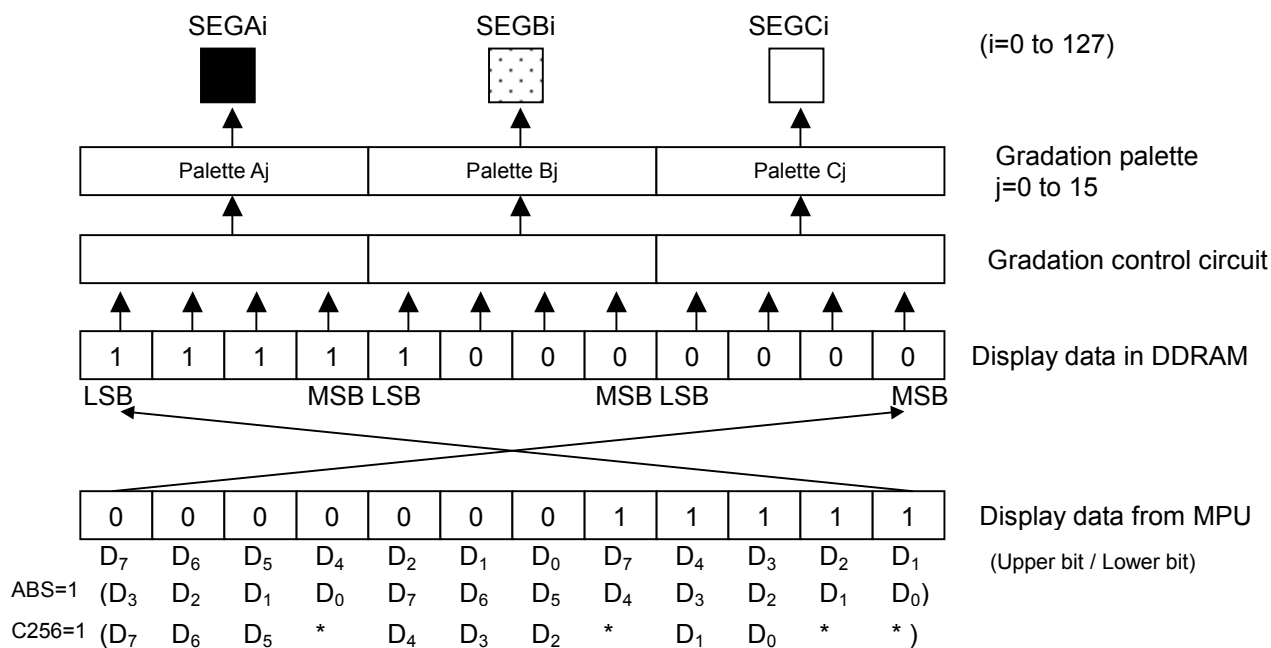 SEGAi SEGBi SEGCi (i=0 to 127)
Palette Aj Palette Bj Palette Cj Gradation palette
j=0 to 15
Gradation control circuit
1 1 1 1 1 0 0 0 0 0 0 0 Display data in DDRAM
LSB MSB LSB MSB LSB MSB
0 0 0 0 0 0 0 1 1 1 1 1 Display data from MPU
D₇ D₆ D₅ D₄ D₂ D₁ D₀ D₇ D₄ D₃ D₂ D₁ (Upper bit / Lower bit)
ABS=1 (D₃ D₂ D₁ D₀ D₇ D₆ D₅ D₄ D₃ D₂ D₁ D₀)
C256=1 (D₇ D₆ D₅ * D₄ D₃ D₂ * D₁ D₀ * * )